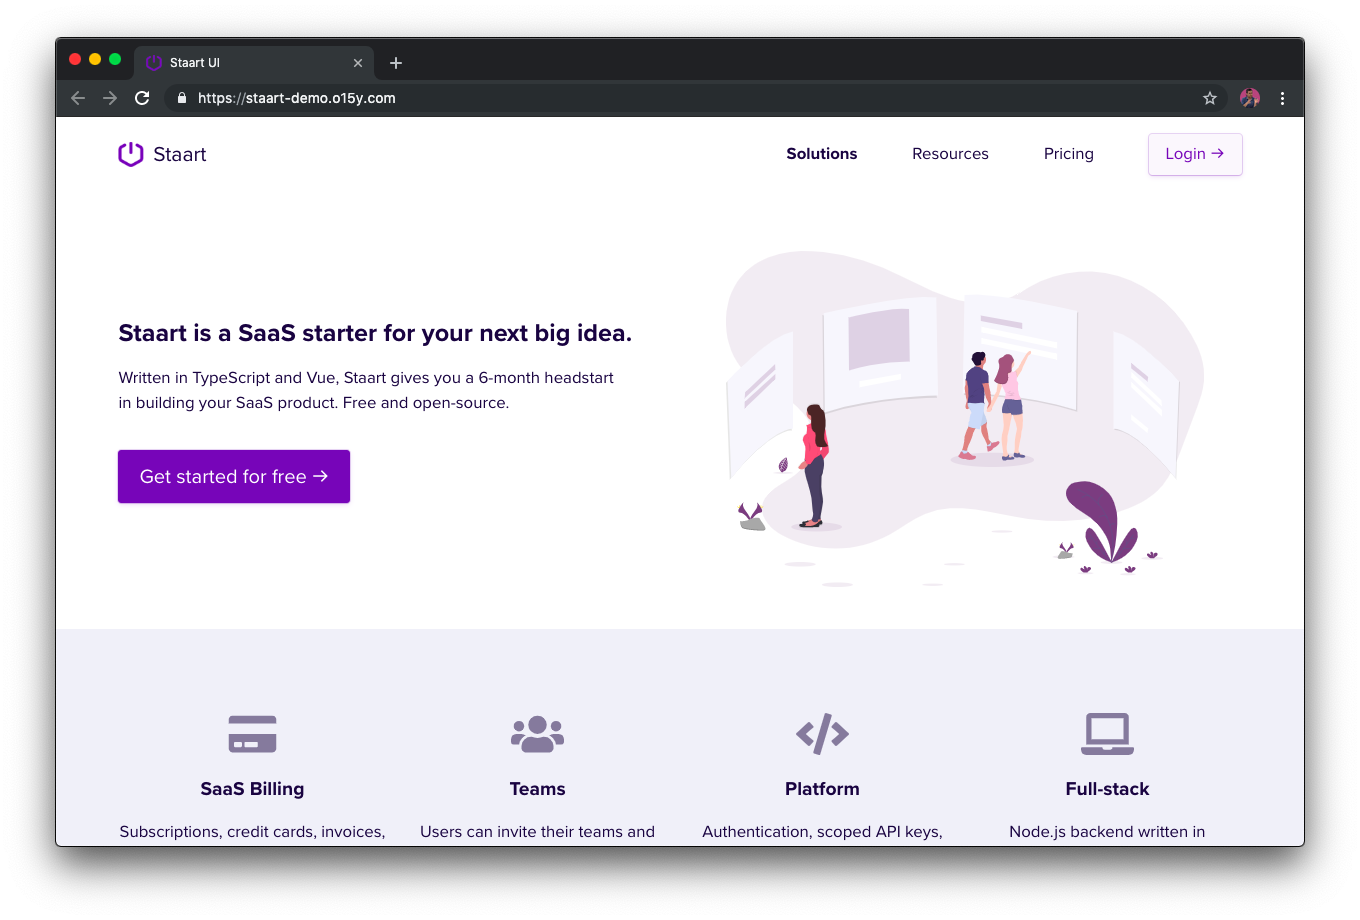 Staart UI
https://staart-demo.o15y.com
Staart
Solutions
Resources
Pricing
Login →
Staart is a SaaS starter for your next big idea.
Written in TypeScript and Vue, Staart gives you a 6-month headstart
in building your SaaS product. Free and open-source.
Get started for free →
SaaS Billing
Subscriptions, credit cards, invoices,
Teams
Users can invite their teams and
Platform
Authentication, scoped API keys,
Full-stack
Node.js backend written in